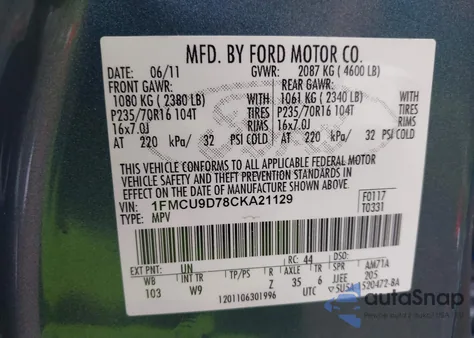 MFD. BY FORD MOTOR CO.
DATE: 06/11 GVWR: 2087 KG ( 4600 LB)
FRONT GAWR: REAR GAWR:
1080 KG ( 2380 LB) WITH 1061 KG ( 2340 LB) WITH
P235/70R16 104T TIRES P235/70R16 104T TIRES
16x7.0J RIMS 16x7.0J RIMS
AT 220 kPa/ 32 PSI COLD AT 220 kPa/ 32 PSI COLD
THIS VEHICLE CONFORMS TO ALL APPLICABLE FEDERAL MOTOR
VEHICLE SAFETY AND THEFT PREVENTION STANDARDS IN
EFFECT ON THE DATE OF MANUFACTURE SHOWN ABOVE.
VIN: 1FMCU9D78CKA21129 F0117
TYPE: MPV T0331
EXT PNT: UN RC: 44 DSO:
WB INT TR TP/PS R AXLE TR SPR AM71A
103 W9 Z 35 6 JJEE 205
1201106301996 UTC ▽5USA 520472-BA
autoSnap